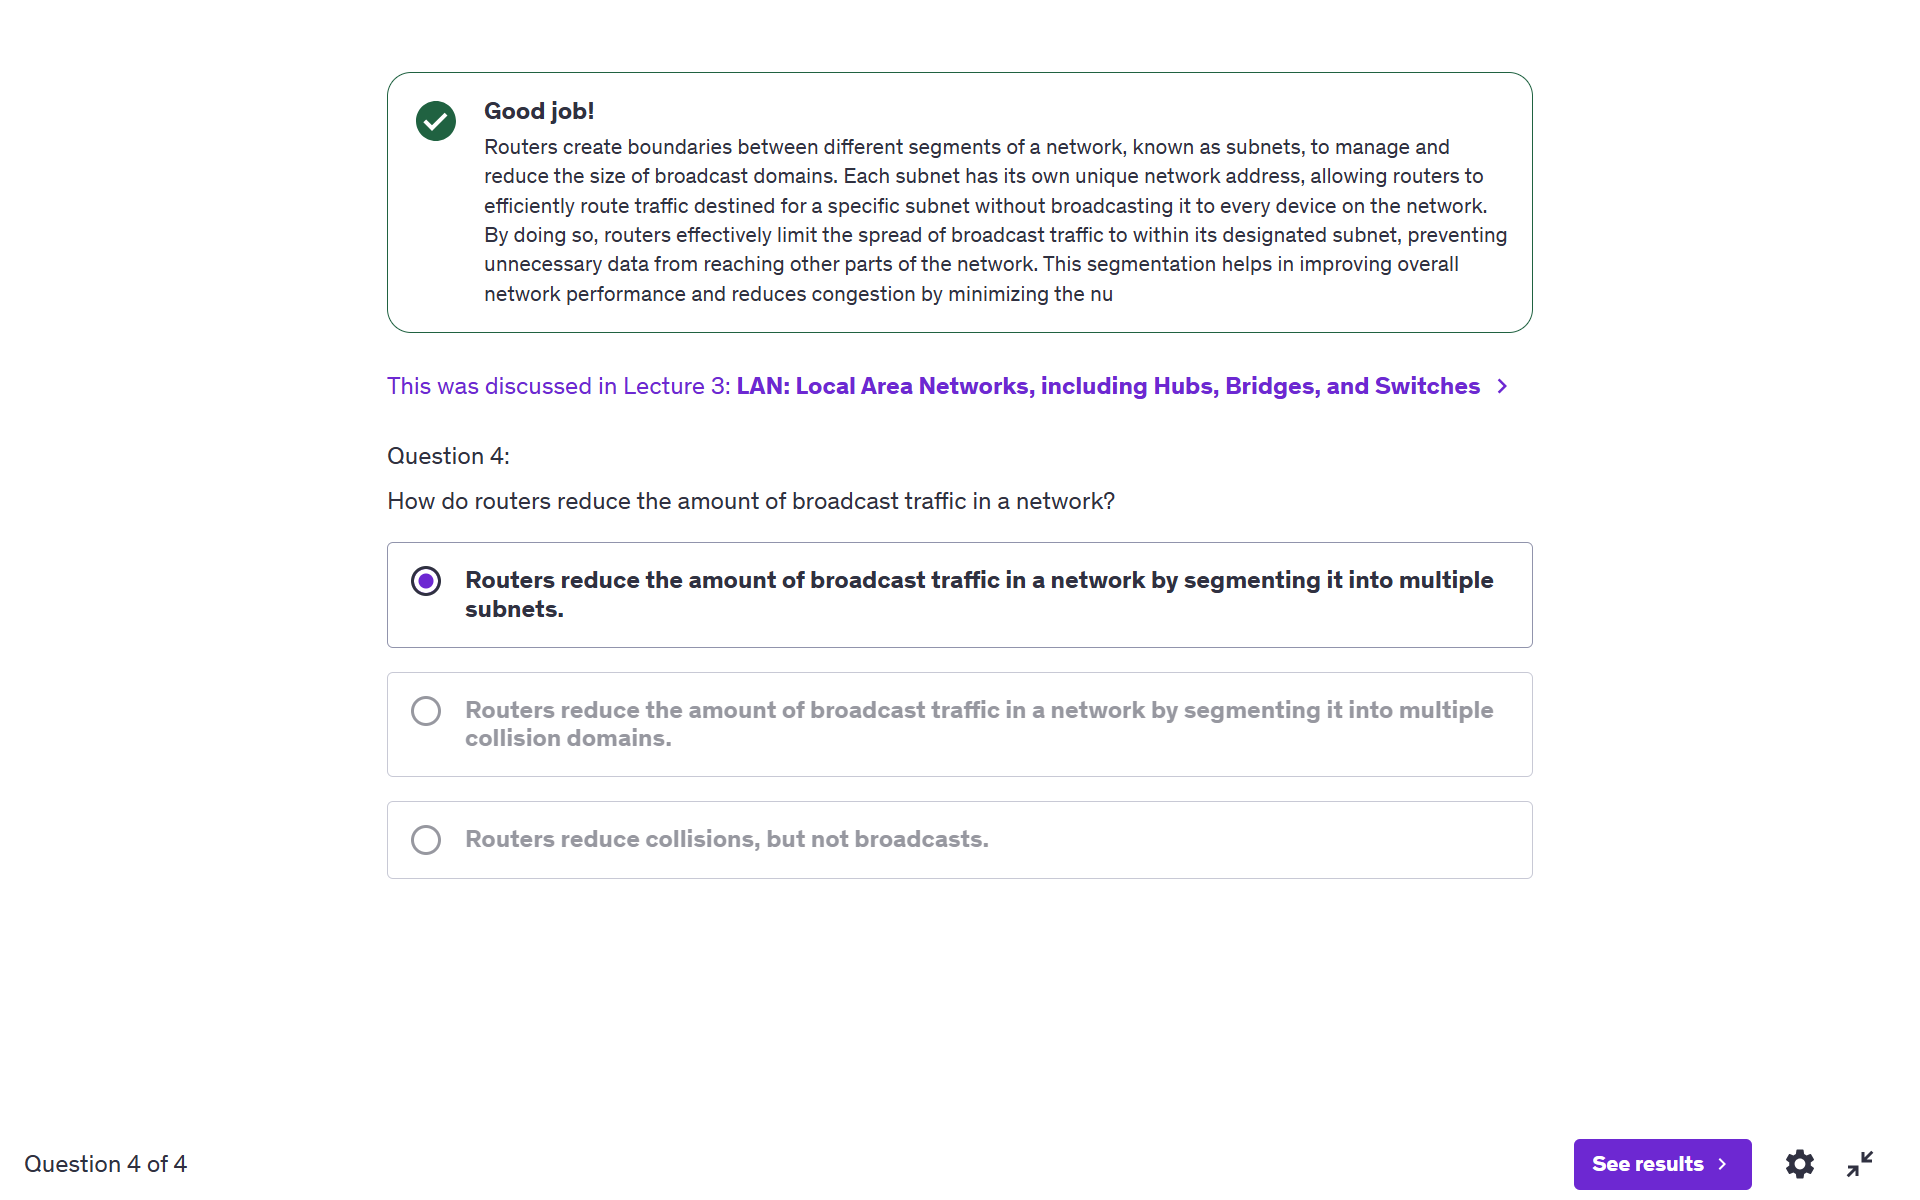 Good job!
Routers create boundaries between different segments of a network, known as subnets, to manage and
reduce the size of broadcast domains. Each subnet has its own unique network address, allowing routers to
efficiently route traffic destined for a specific subnet without broadcasting it to every device on the network.
By doing so, routers effectively limit the spread of broadcast traffic to within its designated subnet, preventing
unnecessary data from reaching other parts of the network. This segmentation helps in improving overall
network performance and reduces congestion by minimizing the nu
This was discussed in Lecture 3: LAN: Local Area Networks, including Hubs, Bridges, and Switches
Question 4:
How do routers reduce the amount of broadcast traffic in a network?
Routers reduce the amount of broadcast traffic in a network by segmenting it into multiple
subnets.
Routers reduce the amount of broadcast traffic in a network by segmenting it into multiple
collision domains.
Routers reduce collisions, but not broadcasts.
Question 4 of 4
See results